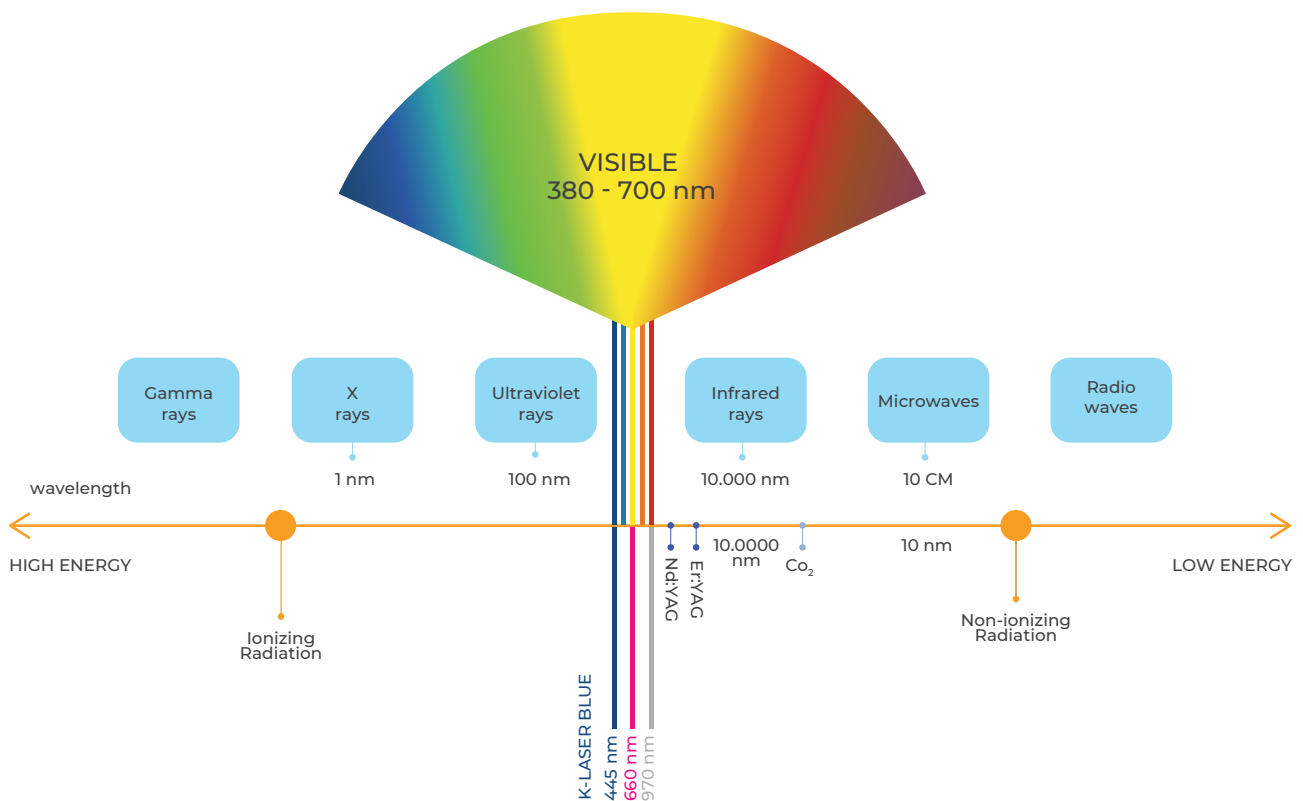 VISIBLE
380 - 700 nm
Gamma
rays
X
rays
Ultraviolet
rays
Infrared
rays
Microwaves
Radio
waves
1 nm
100 nm
10.000 nm
10 CM
wavelength
HIGH ENERGY
LOW ENERGY
10.0000
nm
10 nm
Nd:YAG
Er:YAG
Co₂
Ionizing
Radiation
Non-ionizing
Radiation
K-LASER BLUE
445 nm
660 nm
970 nm